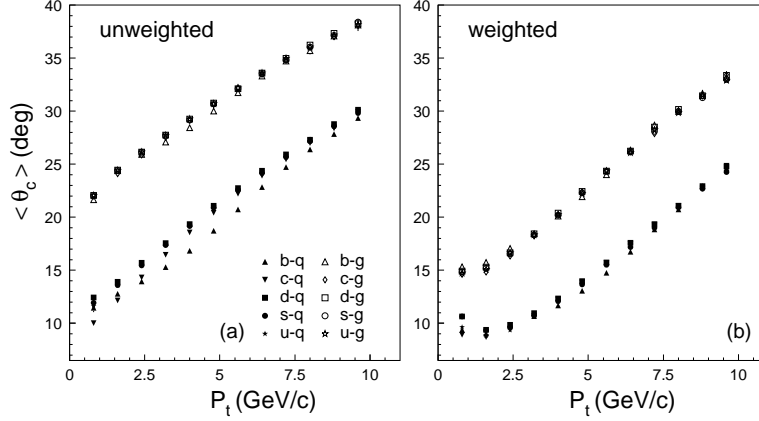 < θc > (deg)
40
35
30
25
20
15
10
unweighted
b-q b-g
c-q c-g
d-q d-g
s-q s-g
u-q u-g
(a)
0 2.5 5 7.5 10
Pt (GeV/c)
40
35
30
25
20
15
10
weighted
(b)
0 2.5 5 7.5 10
Pt (GeV/c)